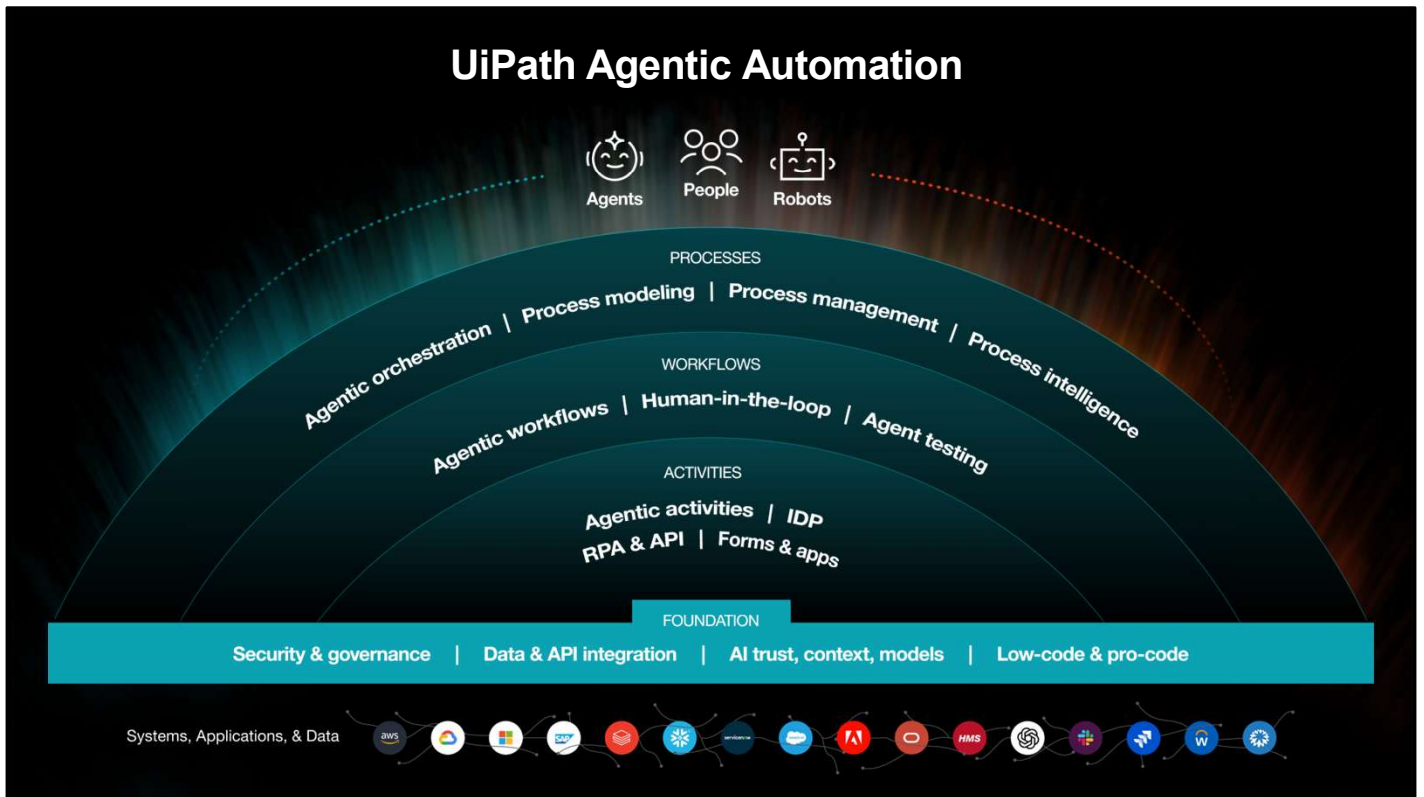 UiPath Agentic Automation
Agents
People
Robots
PROCESSES
Agentic orchestration | Process modeling | Process management | Process intelligence
WORKFLOWS
Agentic workflows | Human-in-the-loop | Agent testing
ACTIVITIES
Agentic activities | IDP
RPA & API | Forms & apps
FOUNDATION
Security & governance | Data & API integration | AI trust, context, models | Low-code & pro-code
Systems, Applications, & Data
aws
SAP
servicenow
salesforce
HMS
W